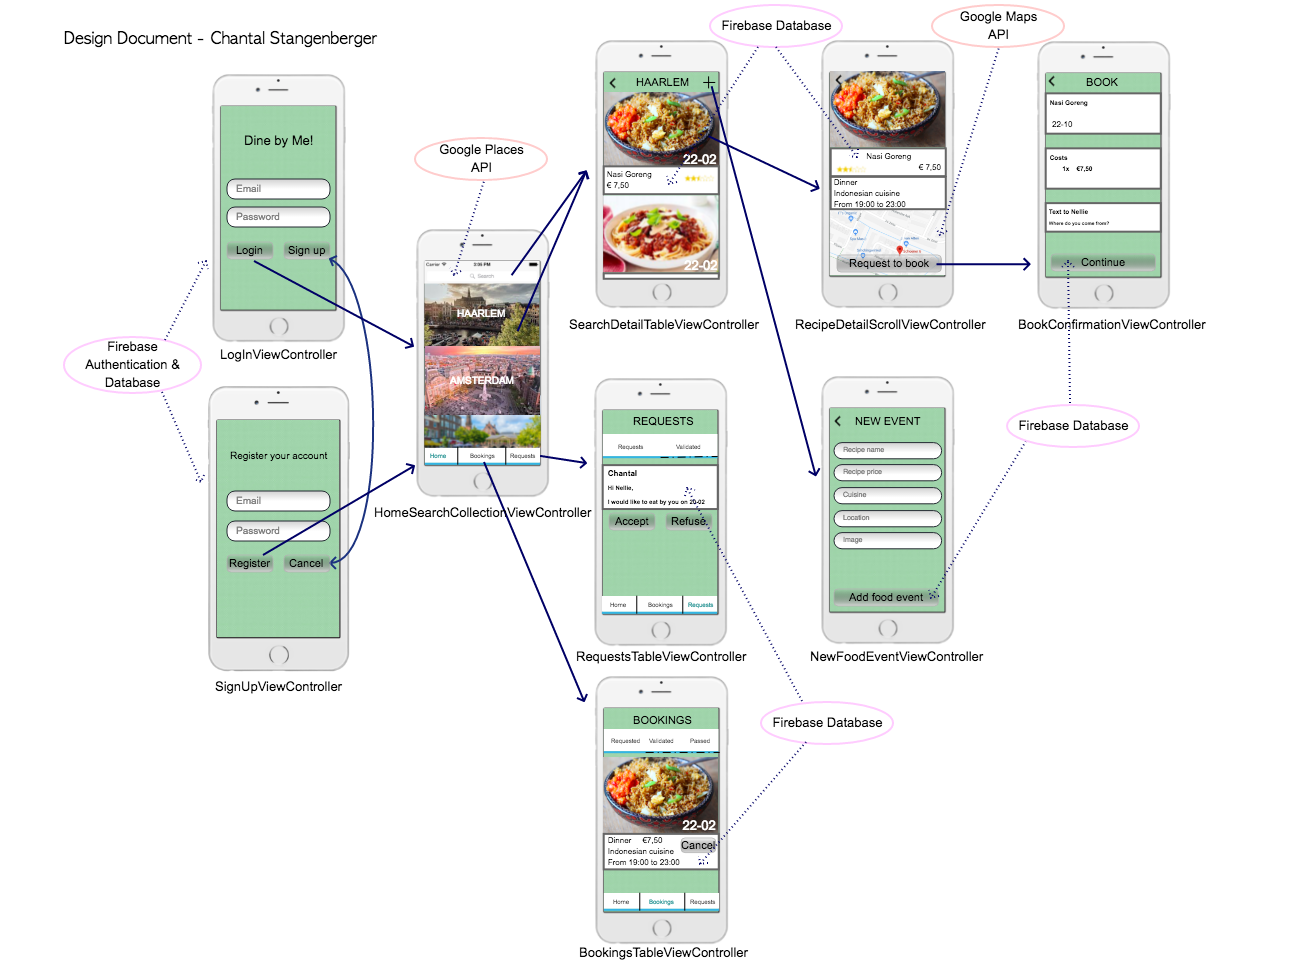 Design Document - Chantal Stangenberger
Dine by Me!
Email
Password
Login
Sign up
LogInViewController
Firebase
Authentication &
Database
Register your account
Email
Password
Register
Cancel
SignUpViewController
Google Places
API
Carrier
3:05 PM
Search
HAARLEM
AMSTERDAM
Home
Bookings
Requests
HomeSearchCollectionViewController
Firebase Database
HAARLEM
22-02
Nasi Goreng
€ 7,50
22-02
SearchDetailTableViewController
Google Maps
API
Nasi Goreng
€ 7,50
Dinner
Indonesian cuisine
From 19:00 to 23:00
Request to book
RecipeDetailScrollViewController
BOOK
Nasi Goreng
22-10
Costs
1x €7,50
Text to Nellie
Where do you come from?
Continue
BookConfirmationViewController
REQUESTS
Requests
Validated
Chantal
Hi Nellie,
I would like to eat by you on 20-02
Accept
Refuse
Home
Bookings
Requests
RequestsTableViewController
NEW EVENT
Recipe name
Recipe price
Cuisine
Location
Image
Add food event
NewFoodEventViewController
Firebase Database
BOOKINGS
Requested
Validated
Passed
22-02
Dinner €7,50
Cancel
Indonesian cuisine
From 19:00 to 23:00
Home
Bookings
Requests
BookingsTableViewController
Firebase Database